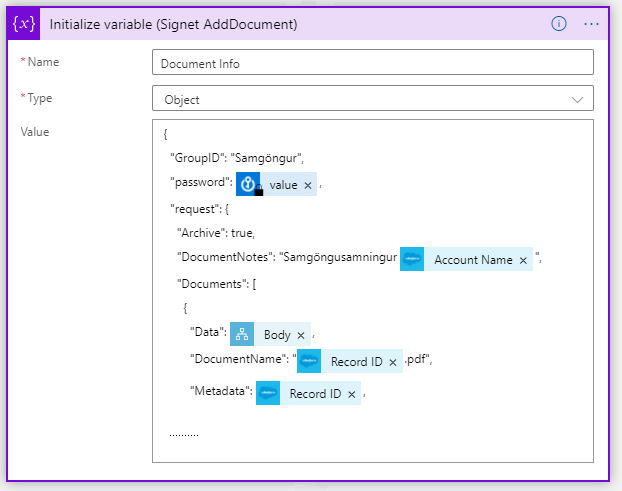 {x} Initialize variable (Signet AddDocument)
* Name Document Info
* Type Object
Value
{
"GroupID": "Samgöngur",
"password": value × ,
"request": {
"Archive": true,
"DocumentNotes": "Samgöngusamningur Account Name × ",
"Documents": [
{
"Data": Body × ,
"DocumentName": " Record ID × .pdf",
"Metadata": Record ID × ,
..........